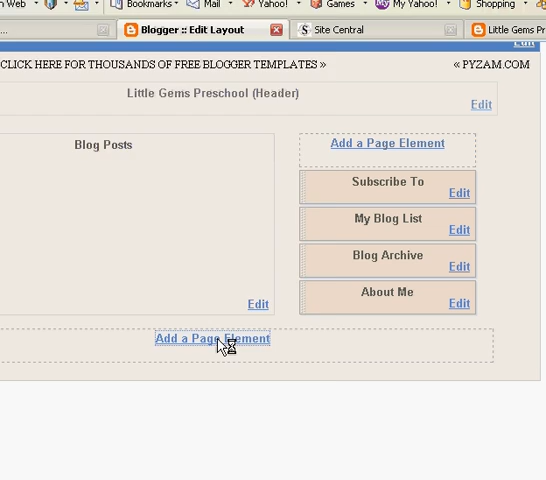 n Web Bookmarks Mail Yahoo! Games My Yahoo! Shopping
... Blogger :: Edit Layout Site Central Little Gems Pr
Edit
CLICK HERE FOR THOUSANDS OF FREE BLOGGER TEMPLATES » « PYZAM.COM
Little Gems Preschool (Header)
Edit
Blog Posts
Add a Page Element
Subscribe To
Edit
My Blog List
Edit
Blog Archive
Edit
About Me
Edit
Edit
Add a Page Element